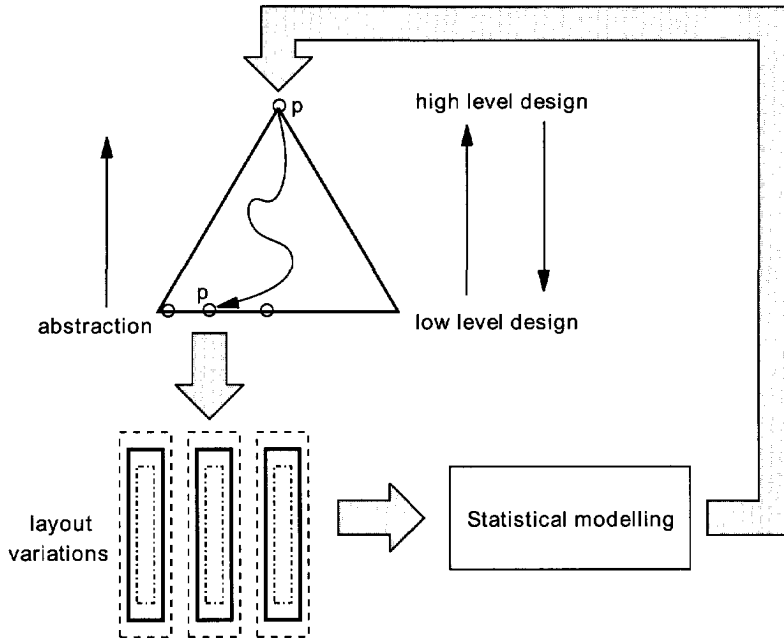 p
high level design
p
abstraction
low level design
layout
variations
Statistical modelling